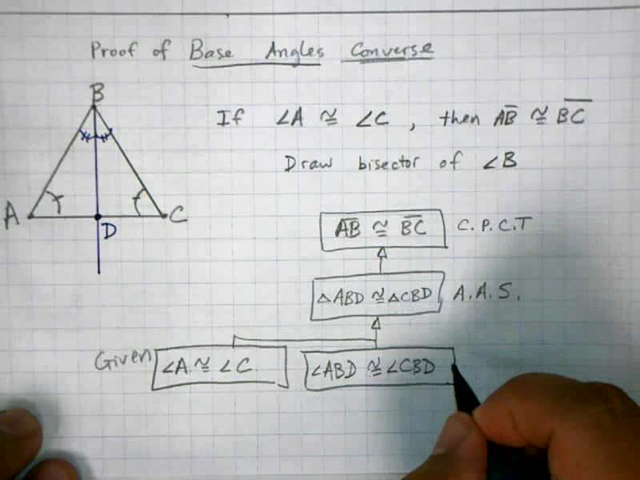 Proof of Base Angles Converse
B
If ∠A ≅ ∠C , then AB ≅ BC
Draw bisector of ∠B
A
C
D
AB ≅ BC C.P.C.T
△ABD ≅ △CBD A.A.S.
Given ∠A ≅ ∠C ∠ABD ≅ ∠CBD